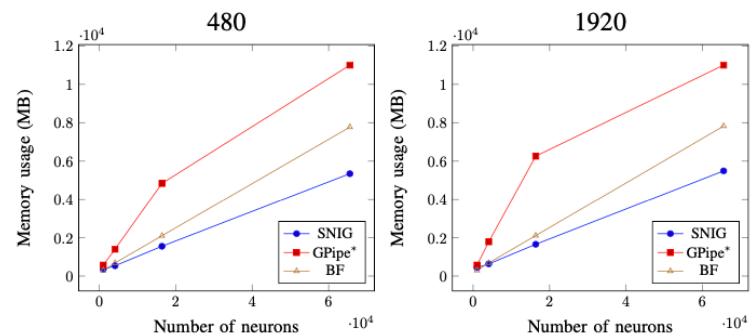 480
·10⁴
1.2
1
0.8
0.6
0.4
0.2
0
Memory usage (MB)
SNIG
GPipe*
BF
0
2
4
6
Number of neurons
·10⁴
1920
·10⁴
1.2
1
0.8
0.6
0.4
0.2
0
Memory usage (MB)
SNIG
GPipe*
BF
0
2
4
6
Number of neurons
·10⁴